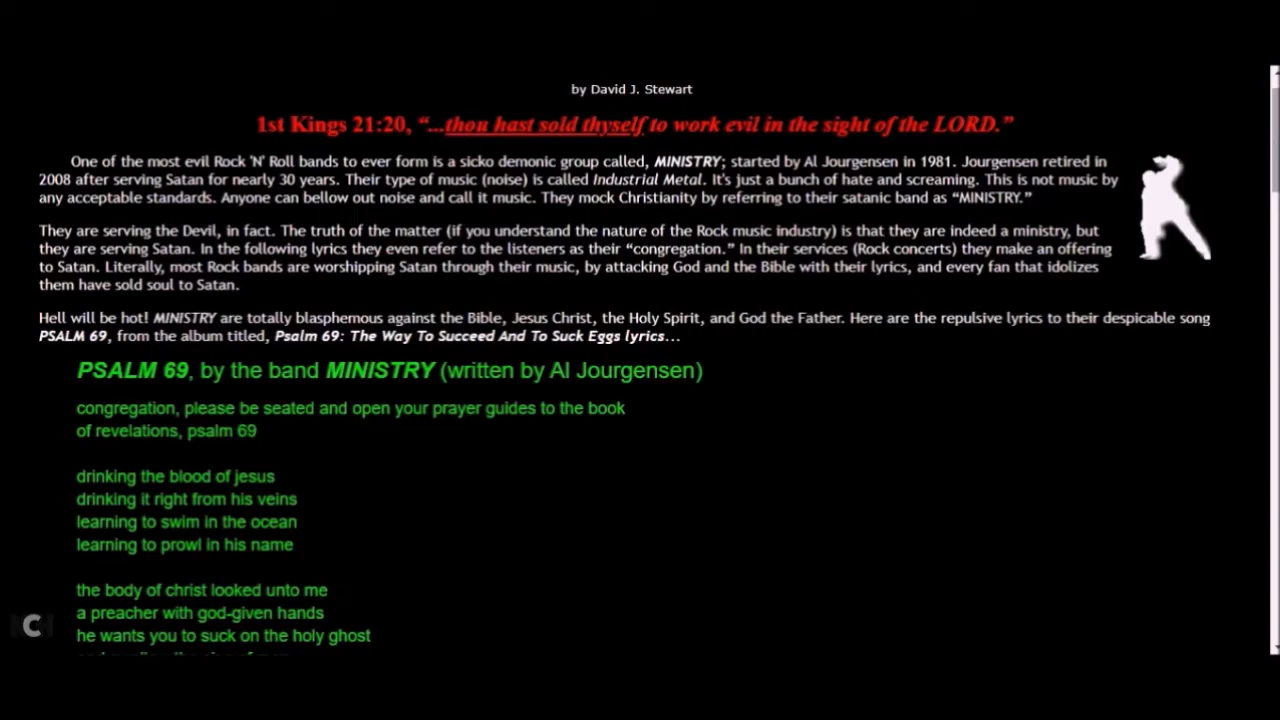 by David J. Stewart
1st Kings 21:20, “...thou hast sold thyself to work evil in the sight of the LORD.”
One of the most evil Rock 'N' Roll bands to ever form is a sicko demonic group called, MINISTRY; started by Al Jourgensen in 1981. Jourgensen retired in
2008 after serving Satan for nearly 30 years. Their type of music (noise) is called Industrial Metal. It's just a bunch of hate and screaming. This is not music by
any acceptable standards. Anyone can bellow out noise and call it music. They mock Christianity by referring to their satanic band as “MINISTRY.”
They are serving the Devil, in fact. The truth of the matter (if you understand the nature of the Rock music industry) is that they are indeed a ministry, but
they are serving Satan. In the following lyrics they even refer to the listeners as their “congregation.” In their services (Rock concerts) they make an offering
to Satan. Literally, most Rock bands are worshipping Satan through their music, by attacking God and the Bible with their lyrics, and every fan that idolizes
them have sold soul to Satan.
Hell will be hot! MINISTRY are totally blasphemous against the Bible, Jesus Christ, the Holy Spirit, and God the Father. Here are the repulsive lyrics to their despicable song
PSALM 69, from the album titled, Psalm 69: The Way To Succeed And To Suck Eggs lyrics...
PSALM 69, by the band MINISTRY (written by Al Jourgensen)
congregation, please be seated and open your prayer guides to the book
of revelations, psalm 69
drinking the blood of jesus
drinking it right from his veins
learning to swim in the ocean
learning to prowl in his name
the body of christ looked unto me
a preacher with god-given hands
he wants you to suck on the holy ghost